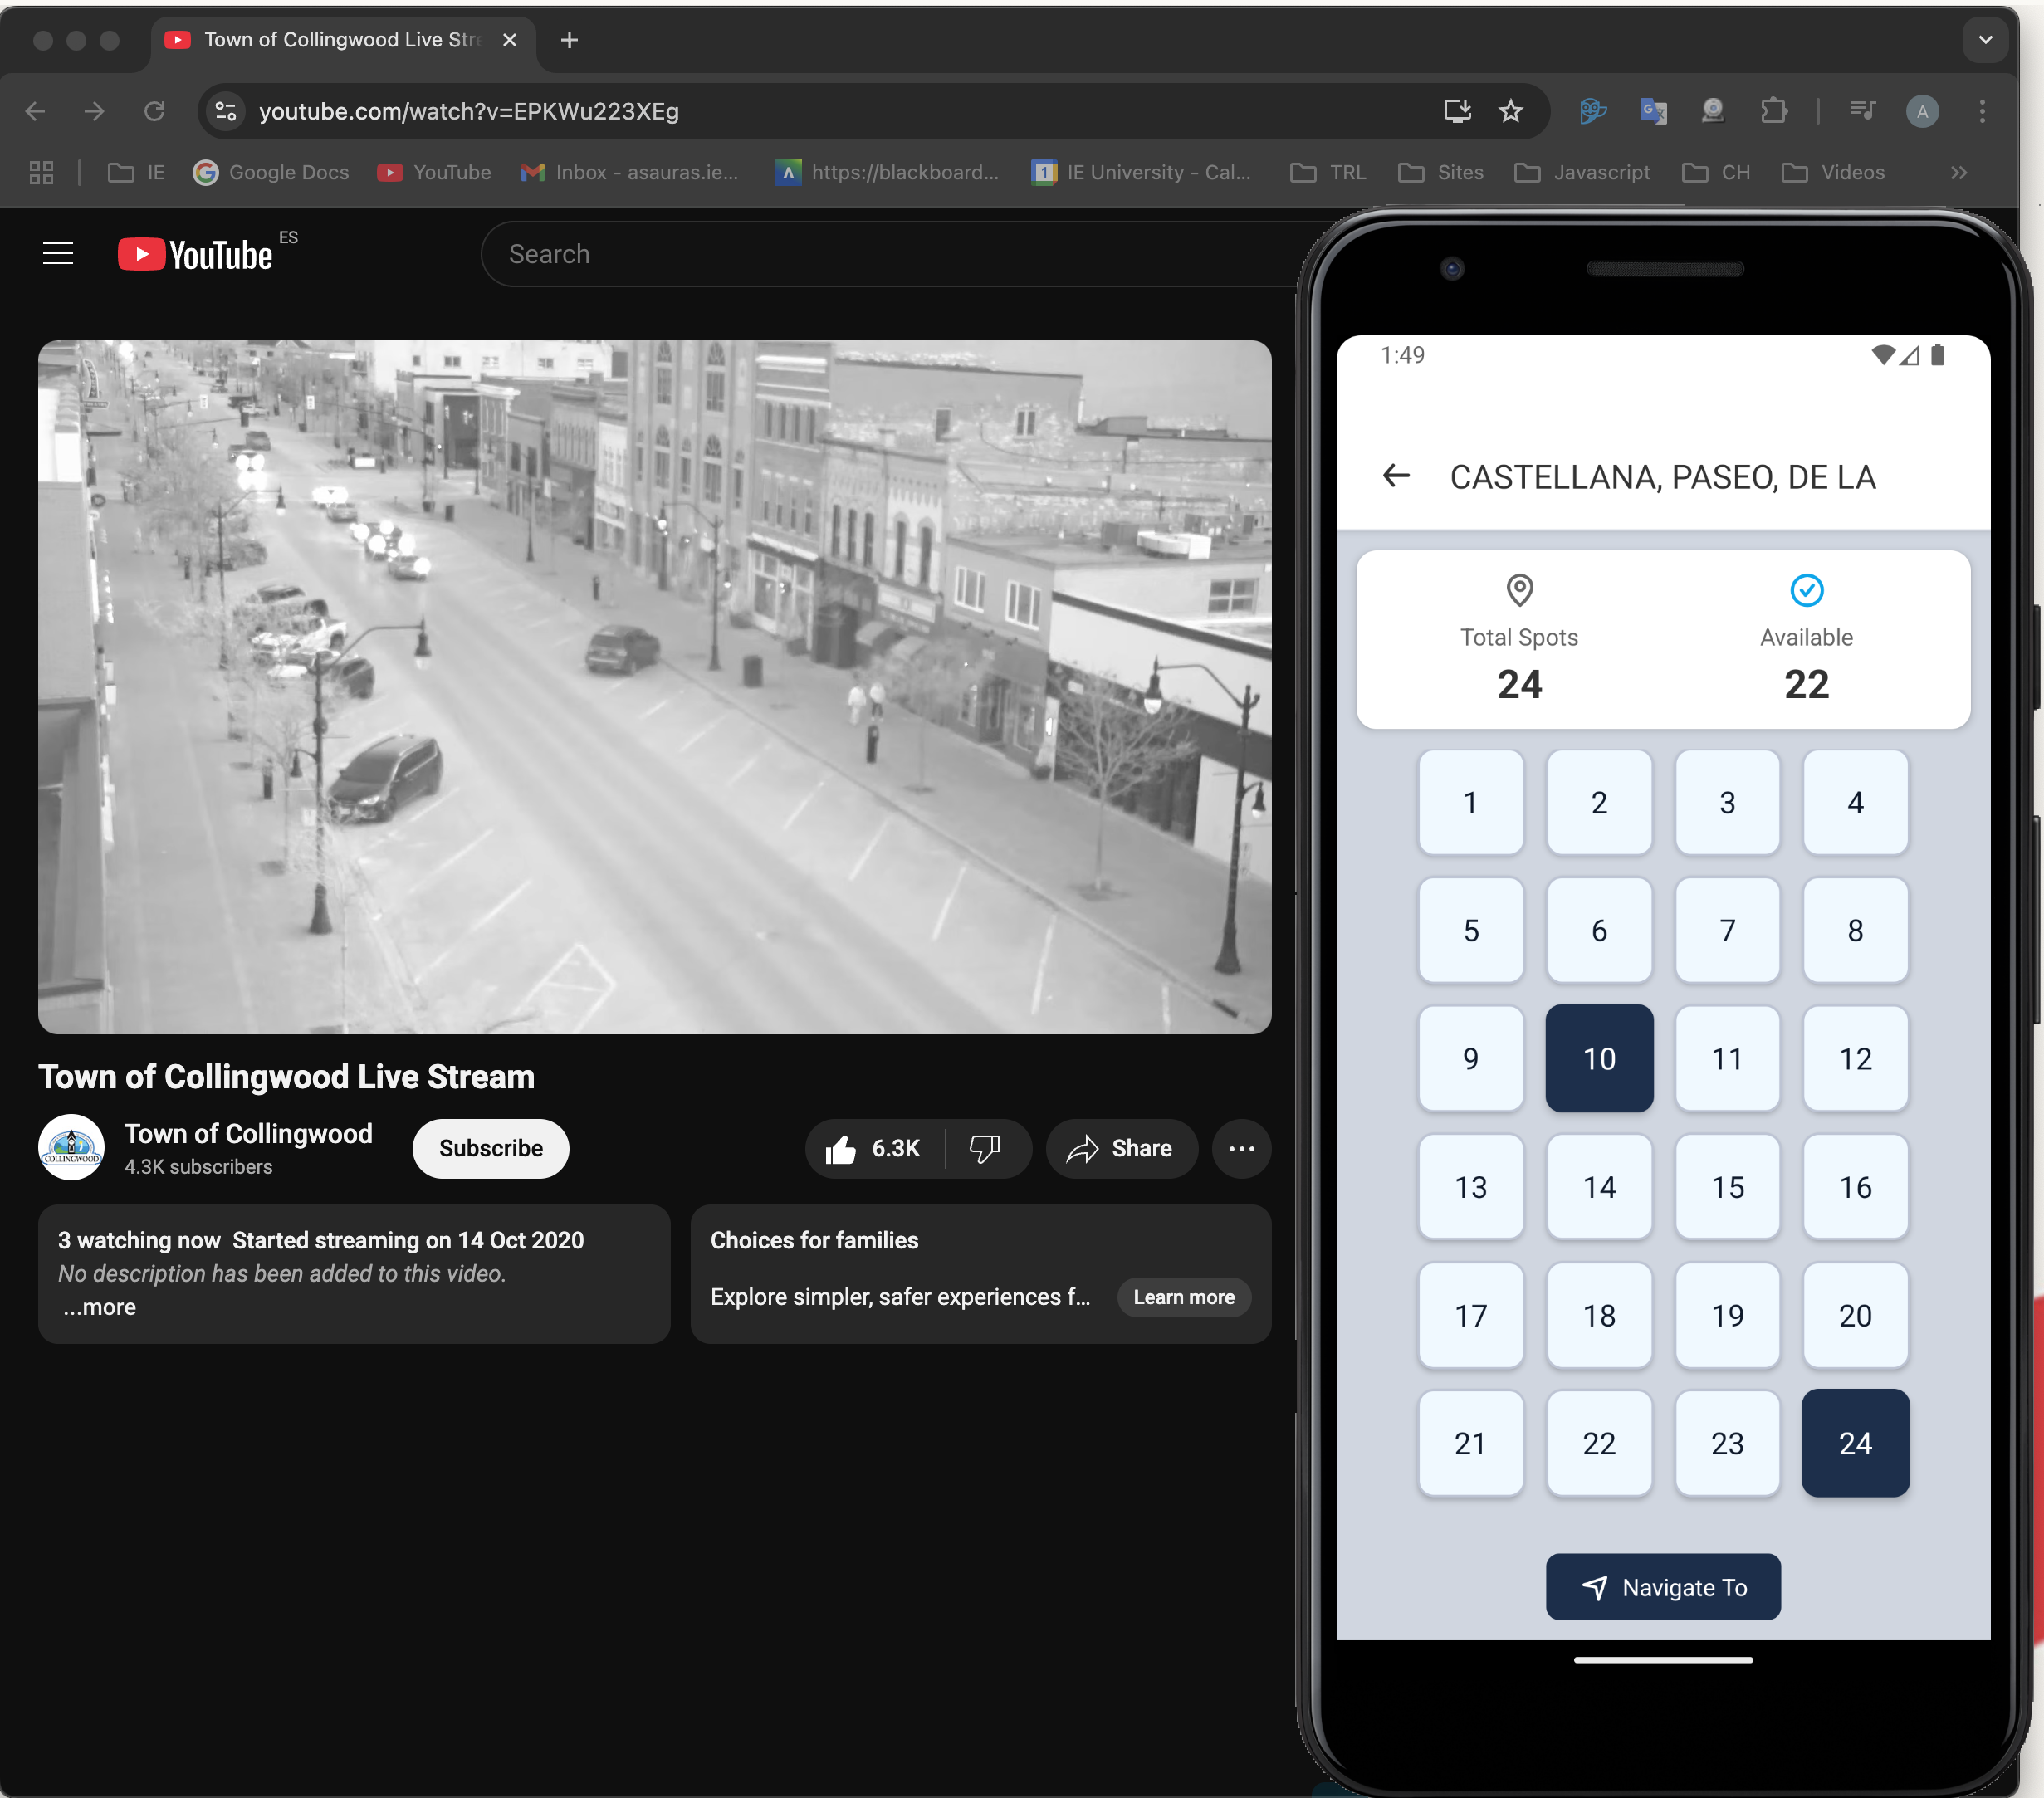 Town of Collingwood Live Str
youtube.com/watch?v=EPKWu223XEg
A
IE
Google Docs
YouTube
Inbox - asauras.ie...
https://blackboard...
IE University - Cal...
TRL
Sites
Javascript
CH
Videos
YouTube ES
Search
Town of Collingwood Live Stream
COLLINGWOOD
Town of Collingwood
4.3K subscribers
Subscribe
6.3K
Share
3 watching now Started streaming on 14 Oct 2020
No description has been added to this video.
...more
Choices for families
Explore simpler, safer experiences f...
Learn more
1:49
CASTELLANA, PASEO, DE LA
Total Spots
24
Available
22
1 2 3 4
5 6 7 8
9 10 11 12
13 14 15 16
17 18 19 20
21 22 23 24
Navigate To